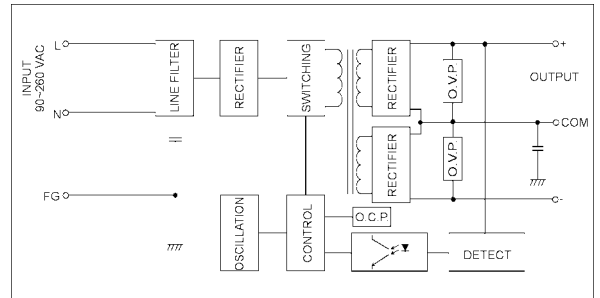 INPUT
90~260 VAC
L
N
FG
LINE FILTER
RECTIFIER
SWITCHING
RECTIFIER
RECTIFIER
O.V.P.
O.V.P.
+
OUTPUT
COM
-
OSCILLATION
CONTROL
O.C.P.
DETECT